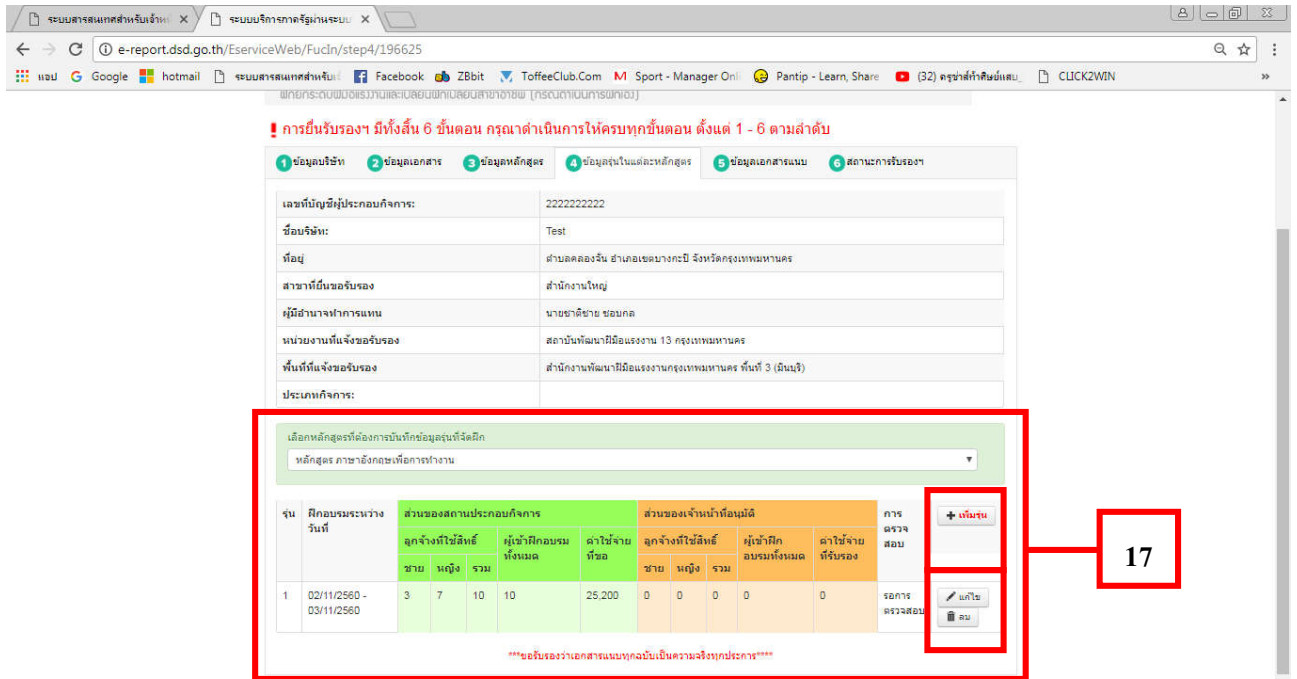 ระบบสารสนเทศสำหรับเจ้าหน้ ระบบบริการภาครัฐผ่านระบบ
e-report.dsd.go.th/EserviceWeb/FucIn/step4/196625
แอป Google hotmail ระบบสารสนเทศสำหรับเ Facebook ZBbit ToffeeClub.Com Sport - Manager Onl Pantip - Learn, Share (32) CLICK2WIN »
! การยื่นรับรองฯ มีทั้งสิ้น 6 ขั้นตอน กรุณาดำเนินการให้ครบทุกขั้นตอน ตั้งแต่ 1 - 6 ตามลำดับ
1 ข้อมูลบริษัท 2 ข้อมูลเอกสาร 3 ข้อมูลหลักสูตร 4 ข้อมูลรุ่นในแต่ละหลักสูตร 5 ข้อมูลเอกสารแนบ 6 สถานะการรับรองฯ
เลขที่บัญชีผู้ประกอบกิจการ: 2222222222
ชื่อบริษัท: Test
ที่อยู่ ตำบลคลองจั่น อำเภอเขตบางกะปิ จังหวัดกรุงเทพมหานคร
สาขาที่ยื่นขอรับรอง สำนักงานใหญ่
ผู้มีอำนาจทำการแทน นายชาติชาย ชอบกล
หน่วยงานที่แจ้งขอรับรอง สถาบันพัฒนาฝีมือแรงงาน 13 กรุงเทพมหานคร
พื้นที่ที่แจ้งขอรับรอง สำนักงานพัฒนาฝีมือแรงงานกรุงเทพมหานคร พื้นที่ 3 (มีนบุรี)
ประเภทกิจการ:
เลือกหลักสูตรที่ต้องการบันทึกข้อมูลรุ่นที่จัดฝึก
หลักสูตร ภาษาอังกฤษเพื่อการทำงาน
รุ่น ฝึกอบรมระหว่าง ส่วนของสถานประกอบกิจการ ส่วนของเจ้าหน้าที่อนุมัติ การ + เพิ่มรุ่น
วันที่ ตรวจ
ลูกจ้างที่ใช้สิทธิ์ ผู้เข้าฝึกอบรม ค่าใช้จ่าย ลูกจ้างที่ใช้สิทธิ์ ผู้เข้าฝึก ค่าใช้จ่าย สอบ
ทั้งหมด ที่ขอ อบรมทั้งหมด ที่รับรอง
ชาย หญิง รวม ชาย หญิง รวม
1 02/11/2560 - 3 7 10 10 25,200 0 0 0 0 0 รอการ แก้ไข
03/11/2560 ตรวจสอบ ลบ
***ขอรับรองว่าเอกสารแนบทุกฉบับเป็นความจริงทุกประการ****
17